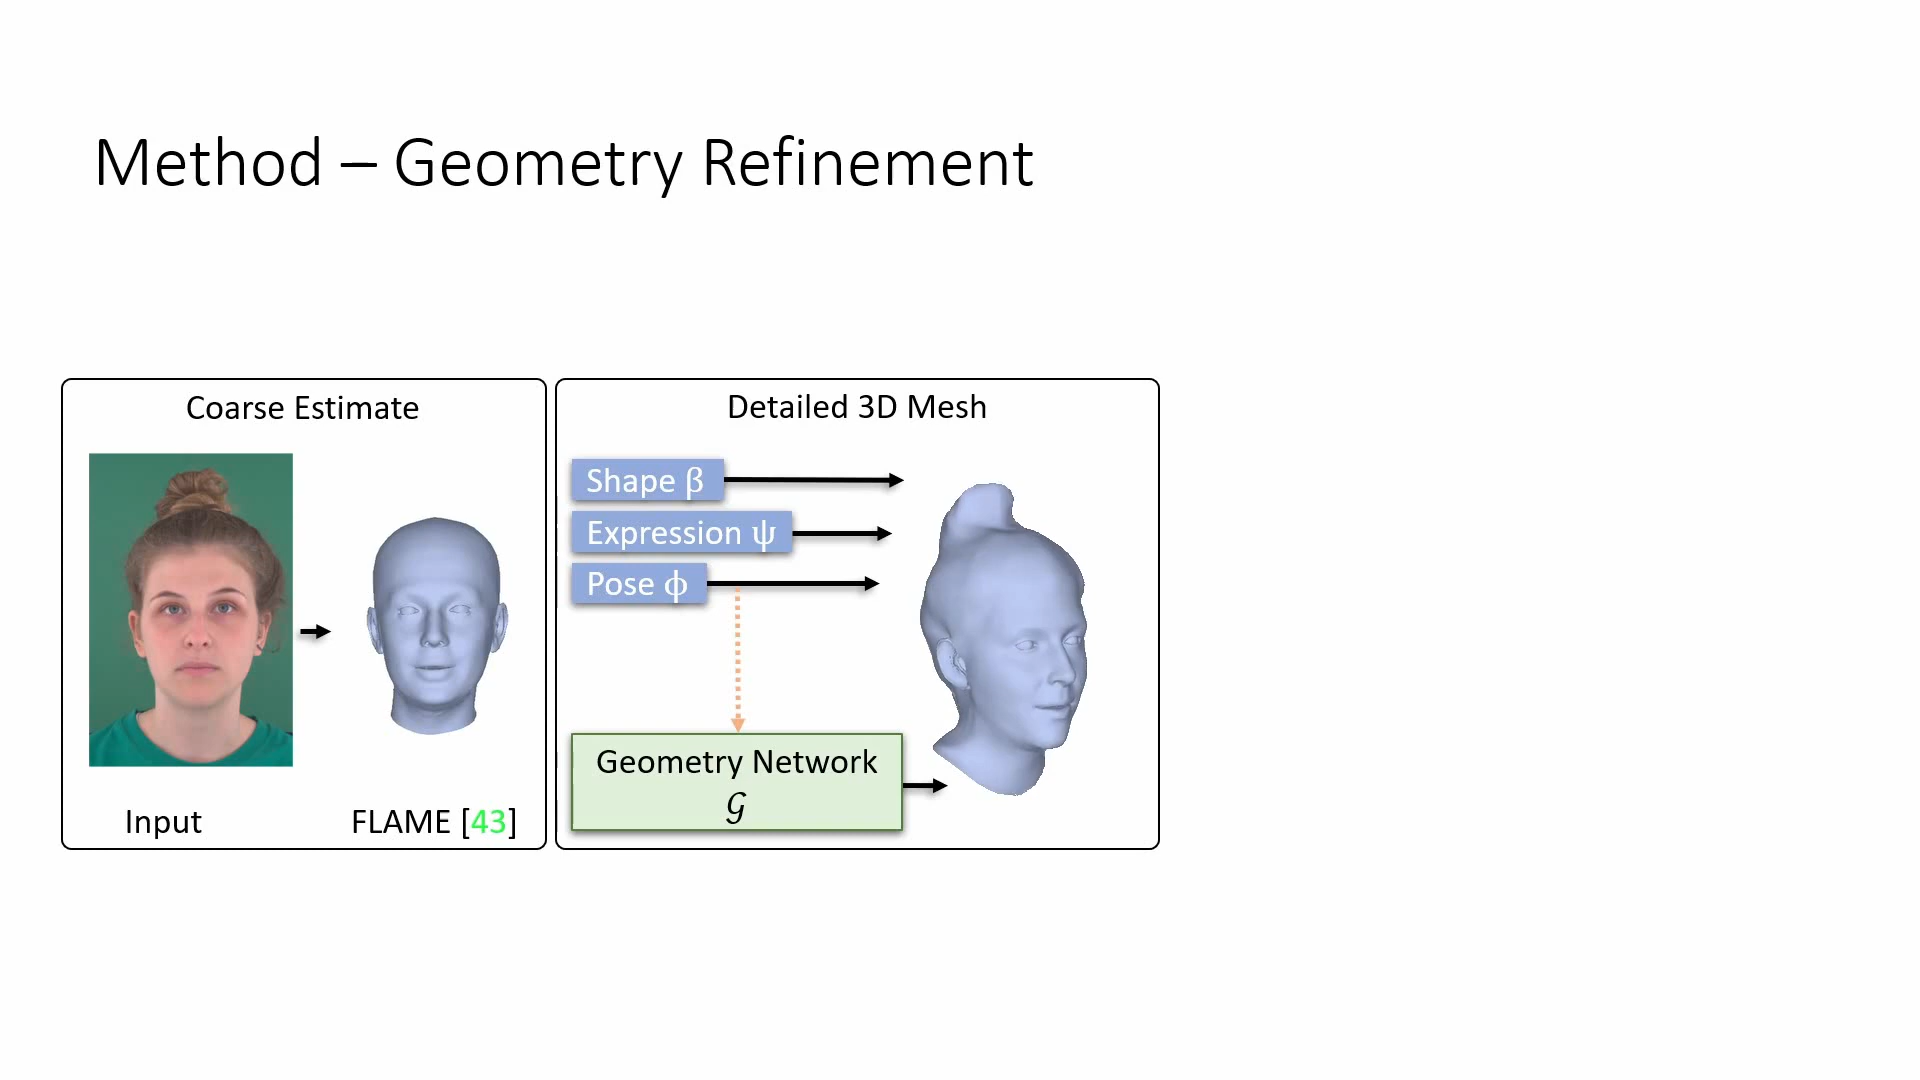 Method – Geometry Refinement
Coarse Estimate
Input
FLAME [43]
Detailed 3D Mesh
Shape β
Expression ψ
Pose ϕ
Geometry Network
𝒢